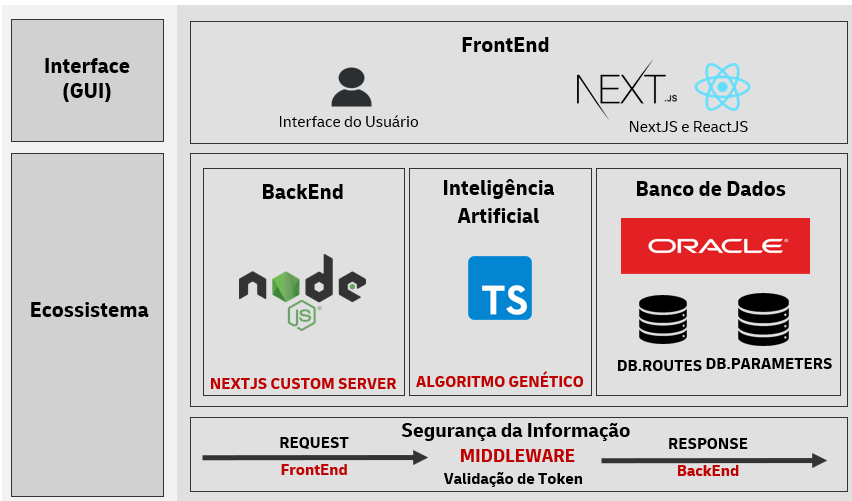 Interface
(GUI)
FrontEnd
NEXT.JS
Interface do Usuário
NextJS e ReactJS
Ecossistema
BackEnd
node
JS
NEXTJS CUSTOM SERVER
Inteligência
Artificial
TS
ALGORITMO GENÉTICO
Banco de Dados
ORACLE®
DB.ROUTES
DB.PARAMETERS
Segurança da Informação
REQUEST
FrontEnd
MIDDLEWARE
Validação de Token
RESPONSE
BackEnd